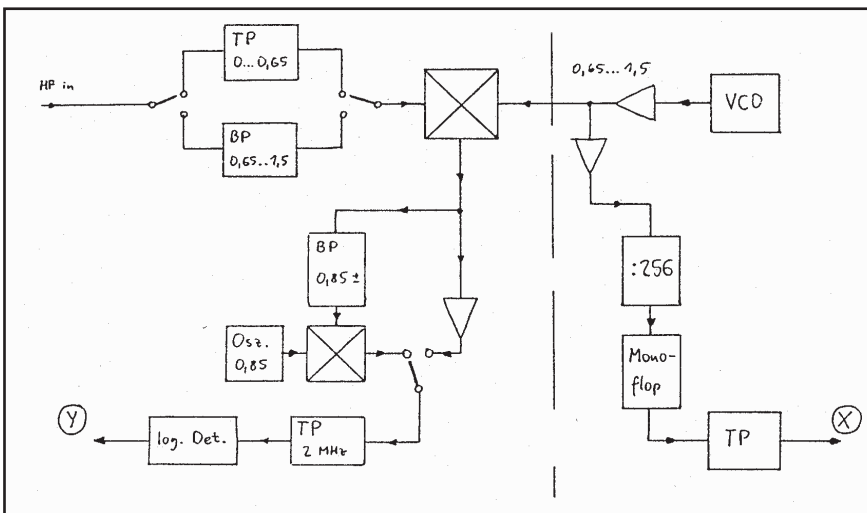 HF in
TP
0...0,65
BP
0,65..1,5
0,65...1,5
VCO
BP
0,85 ±
:256
Osz.
0,85
Mono-
flop
Y
log. Det.
TP
2 MHz
TP
X